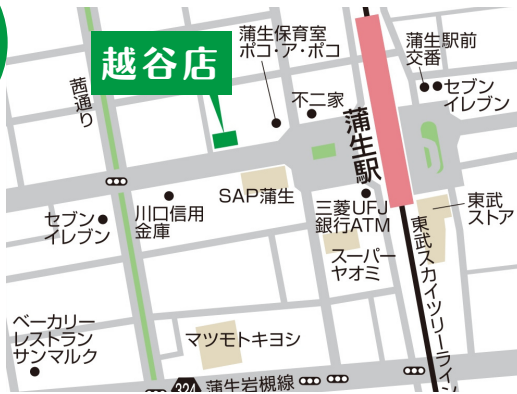 蒲生保育室
ポコ・ア・ポコ
蒲生駅前
交番
越谷店
茜通り
セブン
イレブン
不二家
蒲生駅
SAP蒲生
川口信用
金庫
セブン
イレブン
三菱UFJ
銀行ATM
東武
ストア
スーパー
ヤオミ
東武スカイツリーライン
ベーカリー
レストラン
サンマルク
マツモトキヨシ
324
蒲生岩槻線